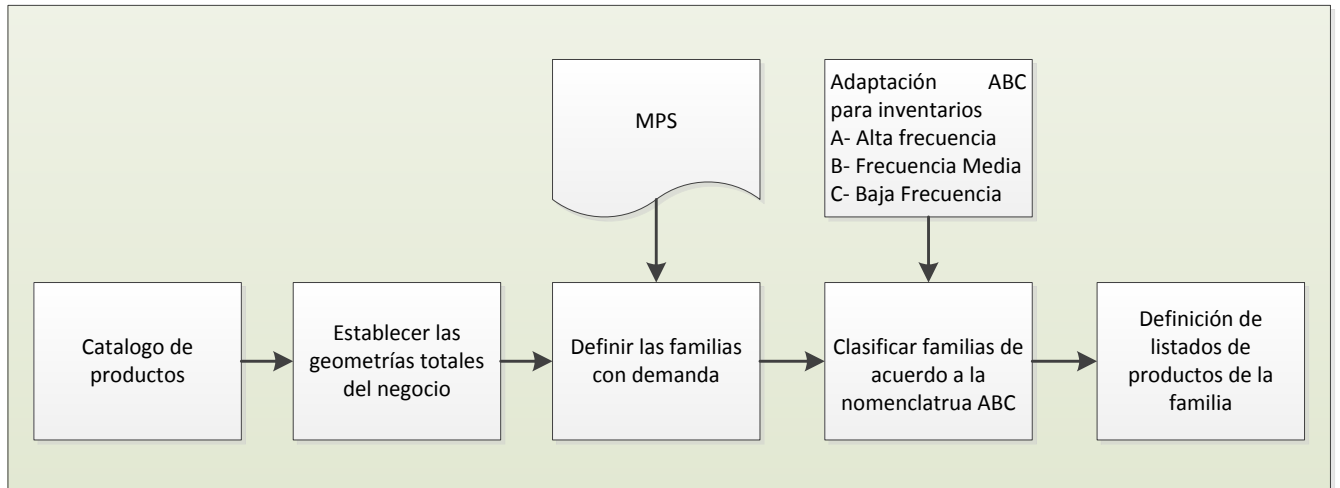 MPS
Adaptación ABC
para inventarios
A- Alta frecuencia
B- Frecuencia Media
C- Baja Frecuencia
Catalogo de
productos
Establecer las
geometrías totales
del negocio
Definir las familias
con demanda
Clasificar familias de
acuerdo a la
nomenclatrua ABC
Definición de
listados de
productos de la
familia